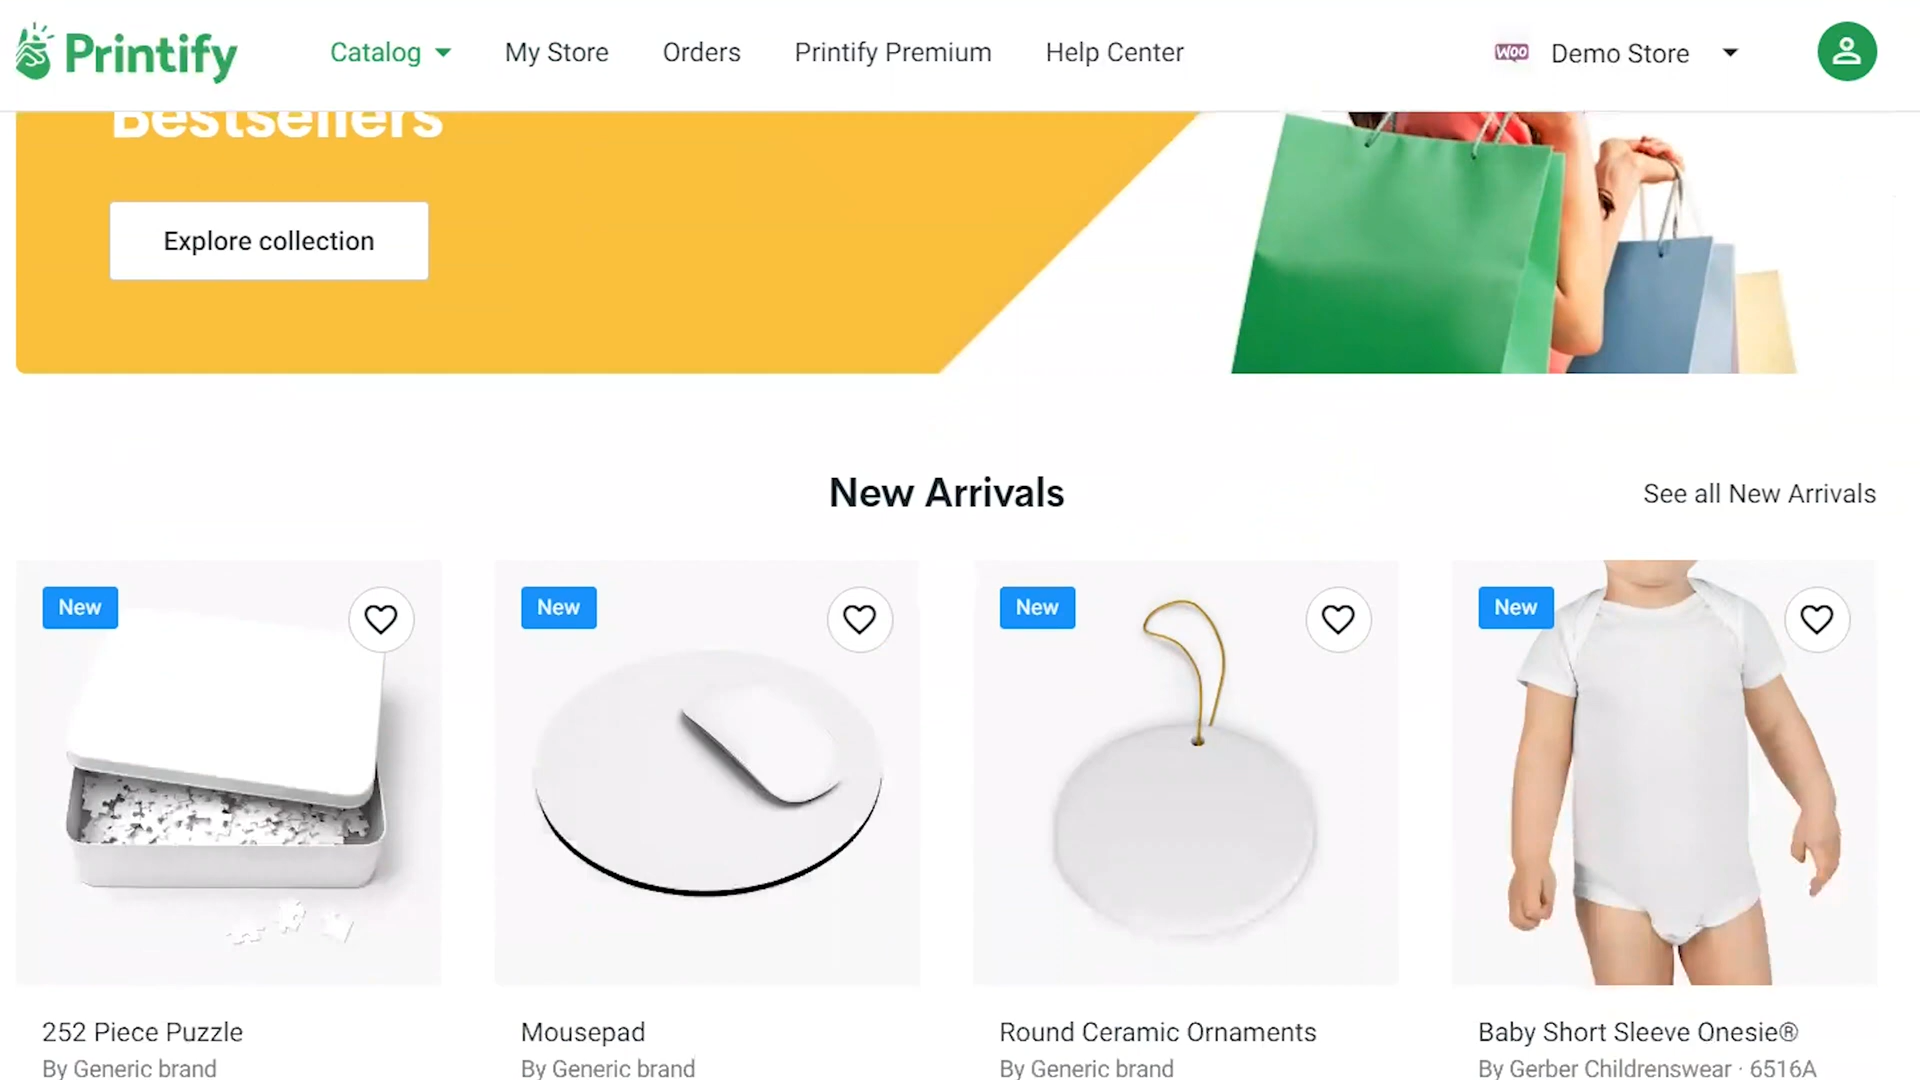 Printify
Catalog
My Store
Orders
Printify Premium
Help Center
WOO
Demo Store
Bestsellers
Explore collection
New Arrivals
See all New Arrivals
New
New
New
New
252 Piece Puzzle
By Generic brand
Mousepad
By Generic brand
Round Ceramic Ornaments
By Generic brand
Baby Short Sleeve Onesie®
By Gerber Childrenswear · 6516A